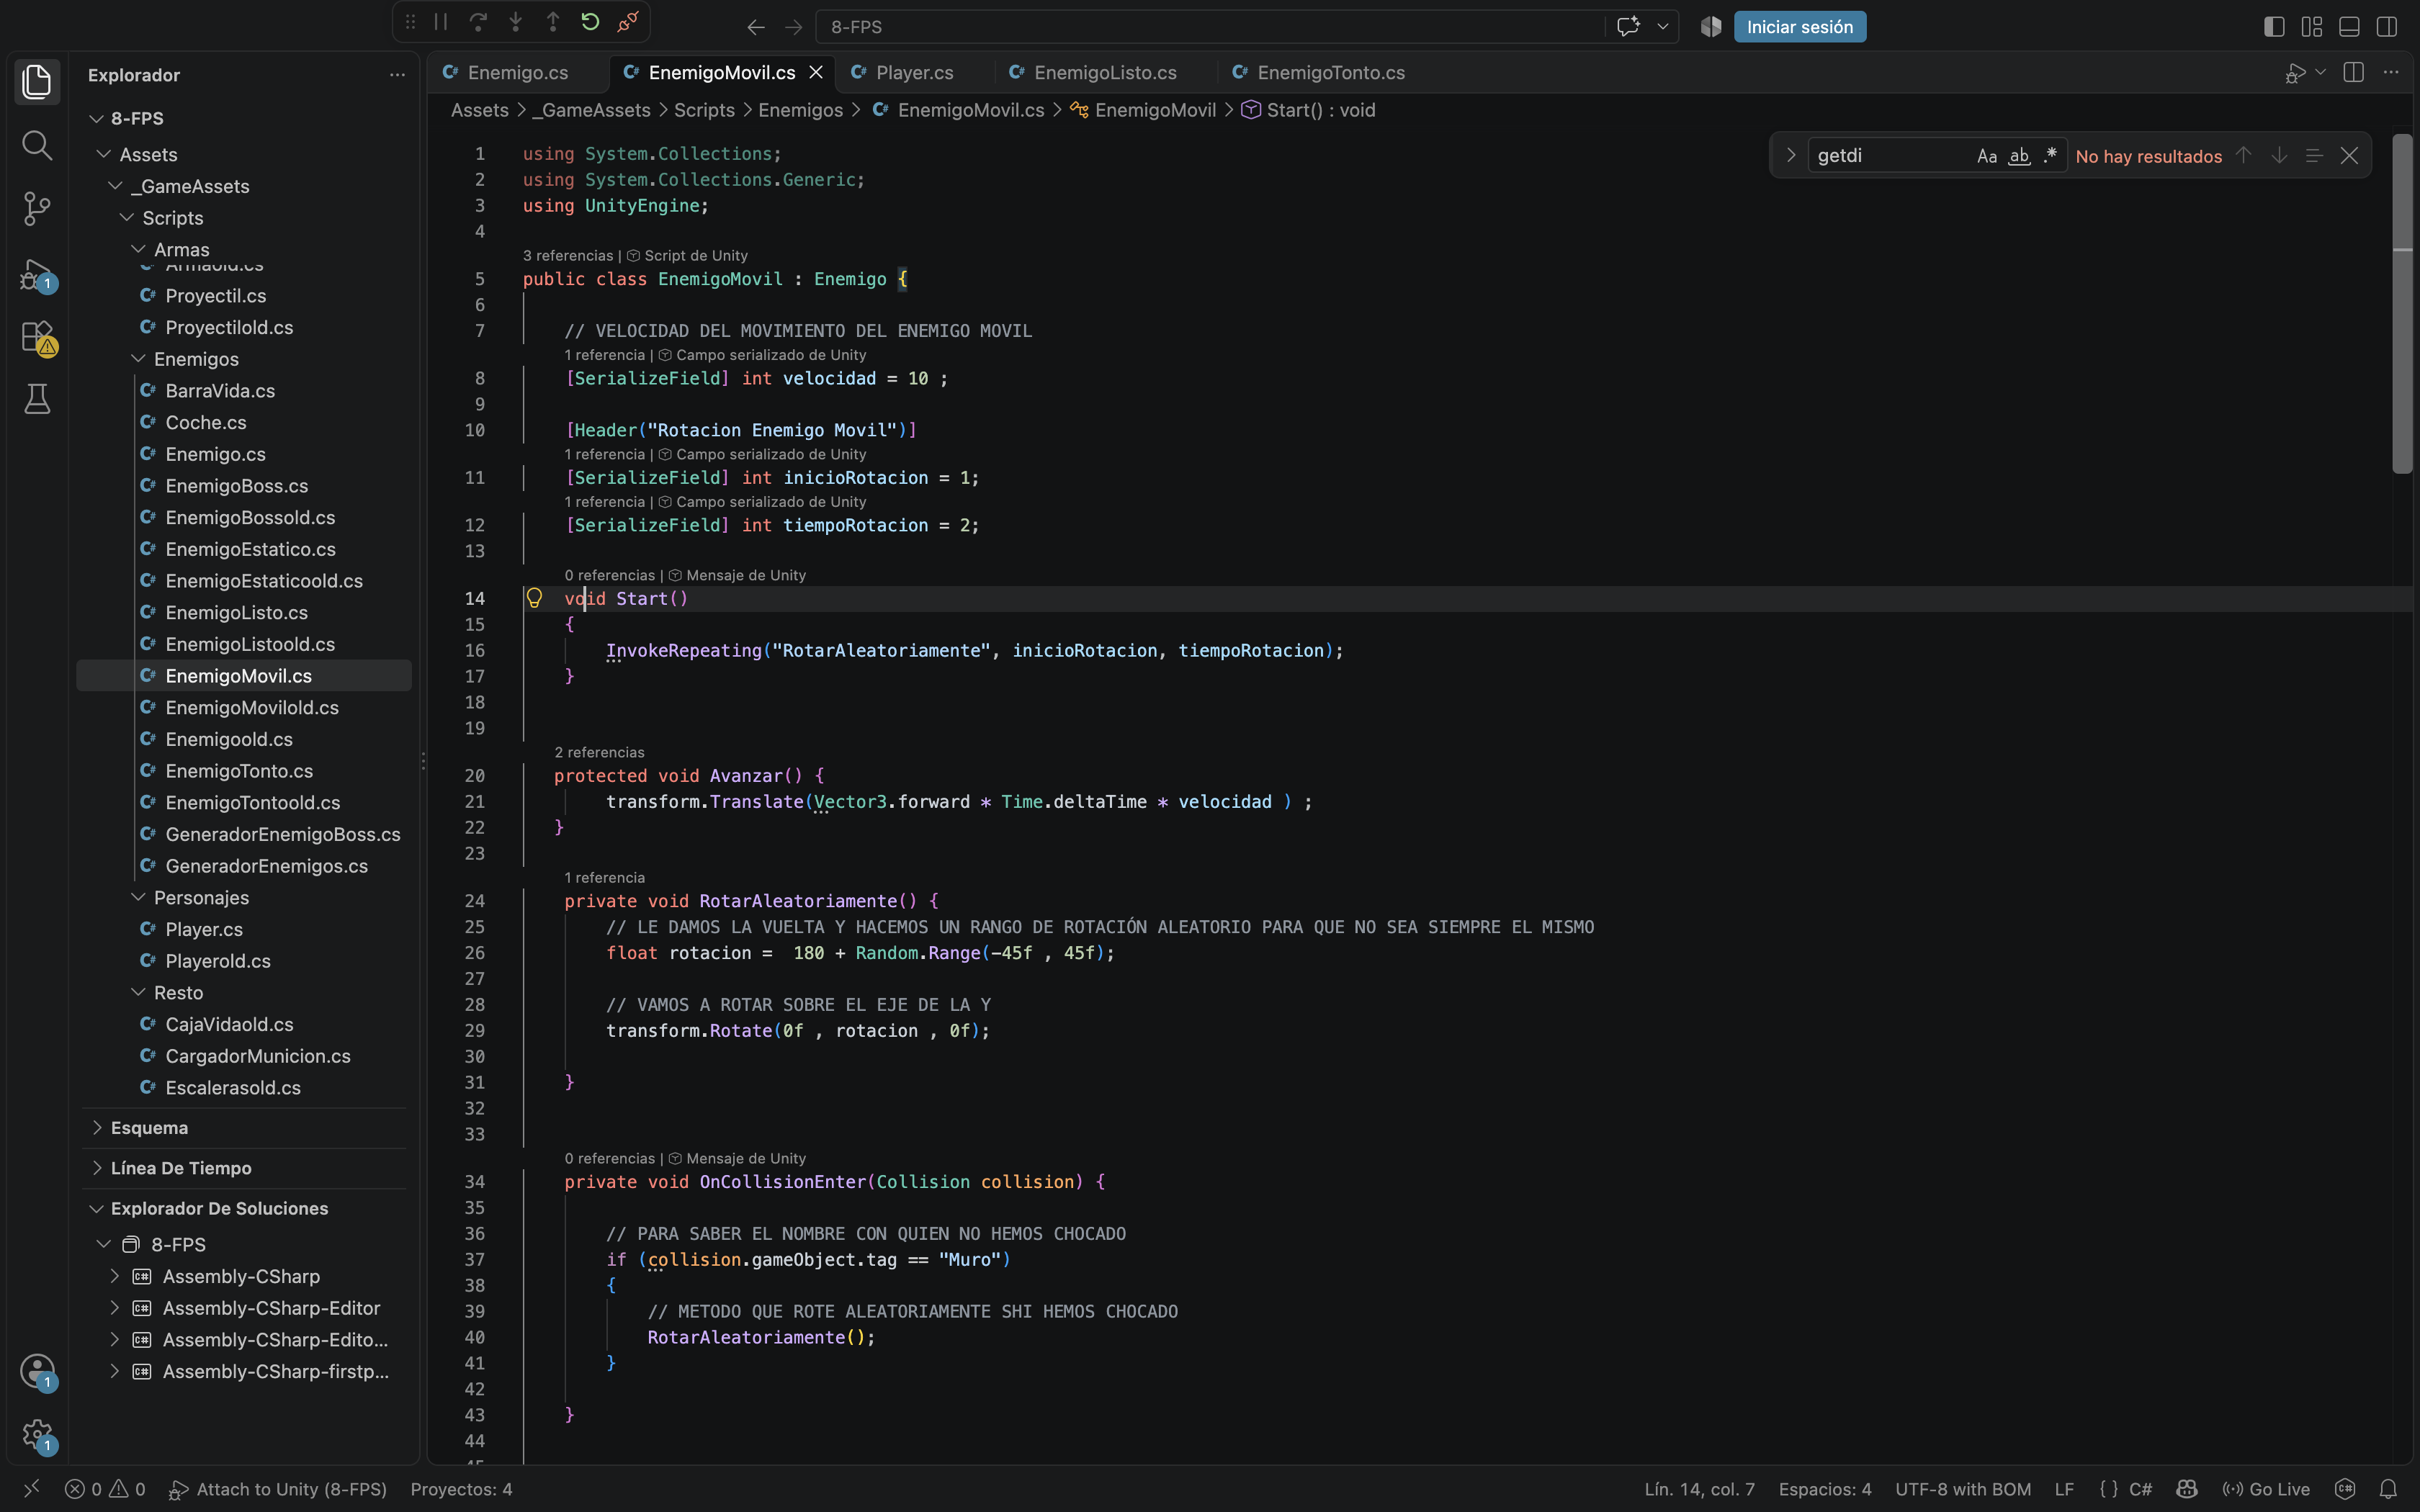 8-FPS
Iniciar sesión
Explorador
8-FPS
Assets
_GameAssets
Scripts
Armas
Armaold.cs
Proyectil.cs
Proyectilold.cs
Enemigos
BarraVida.cs
Coche.cs
Enemigo.cs
EnemigoBoss.cs
EnemigoBossold.cs
EnemigoEstatico.cs
EnemigoEstaticoold.cs
EnemigoListo.cs
EnemigoListoold.cs
EnemigoMovil.cs
EnemigoMovilold.cs
Enemigoold.cs
EnemigoTonto.cs
EnemigoTontoold.cs
GeneradorEnemigoBoss.cs
GeneradorEnemigos.cs
Personajes
Player.cs
Playerold.cs
Resto
CajaVidaold.cs
CargadorMunicion.cs
Escalerasold.cs
Esquema
Línea De Tiempo
Explorador De Soluciones
8-FPS
Assembly-CSharp
Assembly-CSharp-Editor
Assembly-CSharp-Edito...
Assembly-CSharp-firstp...
1
1
1
Enemigo.cs EnemigoMovil.cs Player.cs EnemigoListo.cs EnemigoTonto.cs
Assets > _GameAssets > Scripts > Enemigos > EnemigoMovil.cs > EnemigoMovil > Start() : void
getdi Aa ab .* No hay resultados
1 using System.Collections;
2 using System.Collections.Generic;
3 using UnityEngine;
4
3 referencias | Script de Unity
5 public class EnemigoMovil : Enemigo {
6
7 // VELOCIDAD DEL MOVIMIENTO DEL ENEMIGO MOVIL
1 referencia | Campo serializado de Unity
8 [SerializeField] int velocidad = 10 ;
9
10 [Header("Rotacion Enemigo Movil")]
1 referencia | Campo serializado de Unity
11 [SerializeField] int inicioRotacion = 1;
1 referencia | Campo serializado de Unity
12 [SerializeField] int tiempoRotacion = 2;
13
0 referencias | Mensaje de Unity
14 void Start()
15 {
16 InvokeRepeating("RotarAleatoriamente", inicioRotacion, tiempoRotacion);
17 }
18
19
2 referencias
20 protected void Avanzar() {
21 transform.Translate(Vector3.forward * Time.deltaTime * velocidad ) ;
22 }
23
1 referencia
24 private void RotarAleatoriamente() {
25 // LE DAMOS LA VUELTA Y HACEMOS UN RANGO DE ROTACIÓN ALEATORIO PARA QUE NO SEA SIEMPRE EL MISMO
26 float rotacion =  180 + Random.Range(-45f , 45f);
27
28 // VAMOS A ROTAR SOBRE EL EJE DE LA Y
29 transform.Rotate(0f , rotacion , 0f);
30
31 }
32
33
0 referencias | Mensaje de Unity
34 private void OnCollisionEnter(Collision collision) {
35
36 // PARA SABER EL NOMBRE CON QUIEN NO HEMOS CHOCADO
37 if (collision.gameObject.tag == "Muro")
38 {
39 // METODO QUE ROTE ALEATORIAMENTE SHI HEMOS CHOCADO
40 RotarAleatoriamente();
41 }
42
43 }
44
45
0 0 Attach to Unity (8-FPS) Proyectos: 4 Lín. 14, col. 7 Espacios: 4 UTF-8 with BOM LF { } C# Go Live